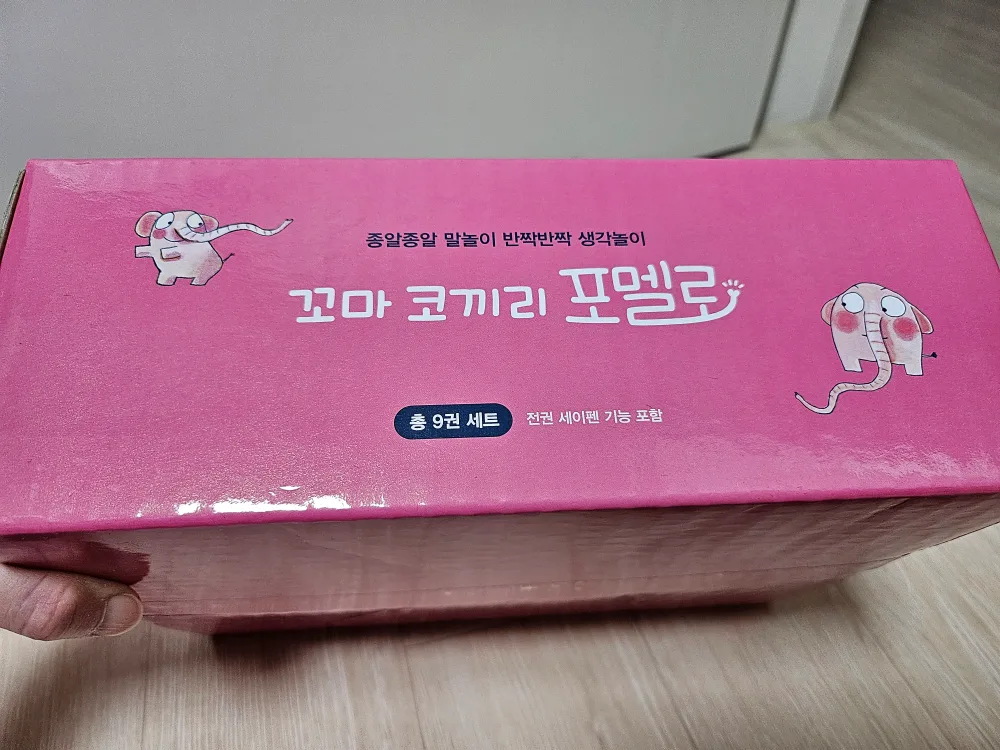 종알종알 말놀이 반짝반짝 생각놀이
꼬마 코끼리 포멜로
총 9권 세트 전권 세이펜 기능 포함